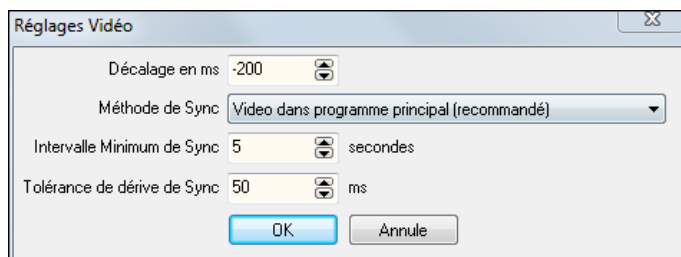 Réglages Vidéo
Décalage en ms -200
Méthode de Sync Video dans programme principal (recommandé)
Intervalle Minimum de Sync 5 secondes
Tolérance de dérive de Sync 50 ms
OK Annule